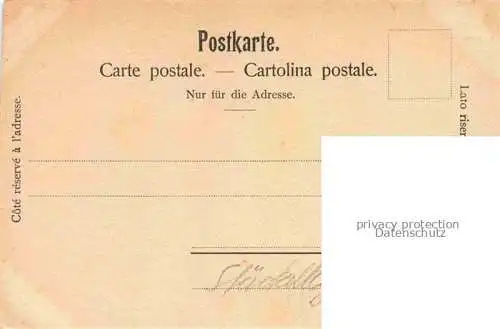 Postkarte.
Carte postale. — Cartolina postale.
Nur für die Adresse.
Côté réservé à l'adresse.
Lato riser
privacy protection
Datenschutz